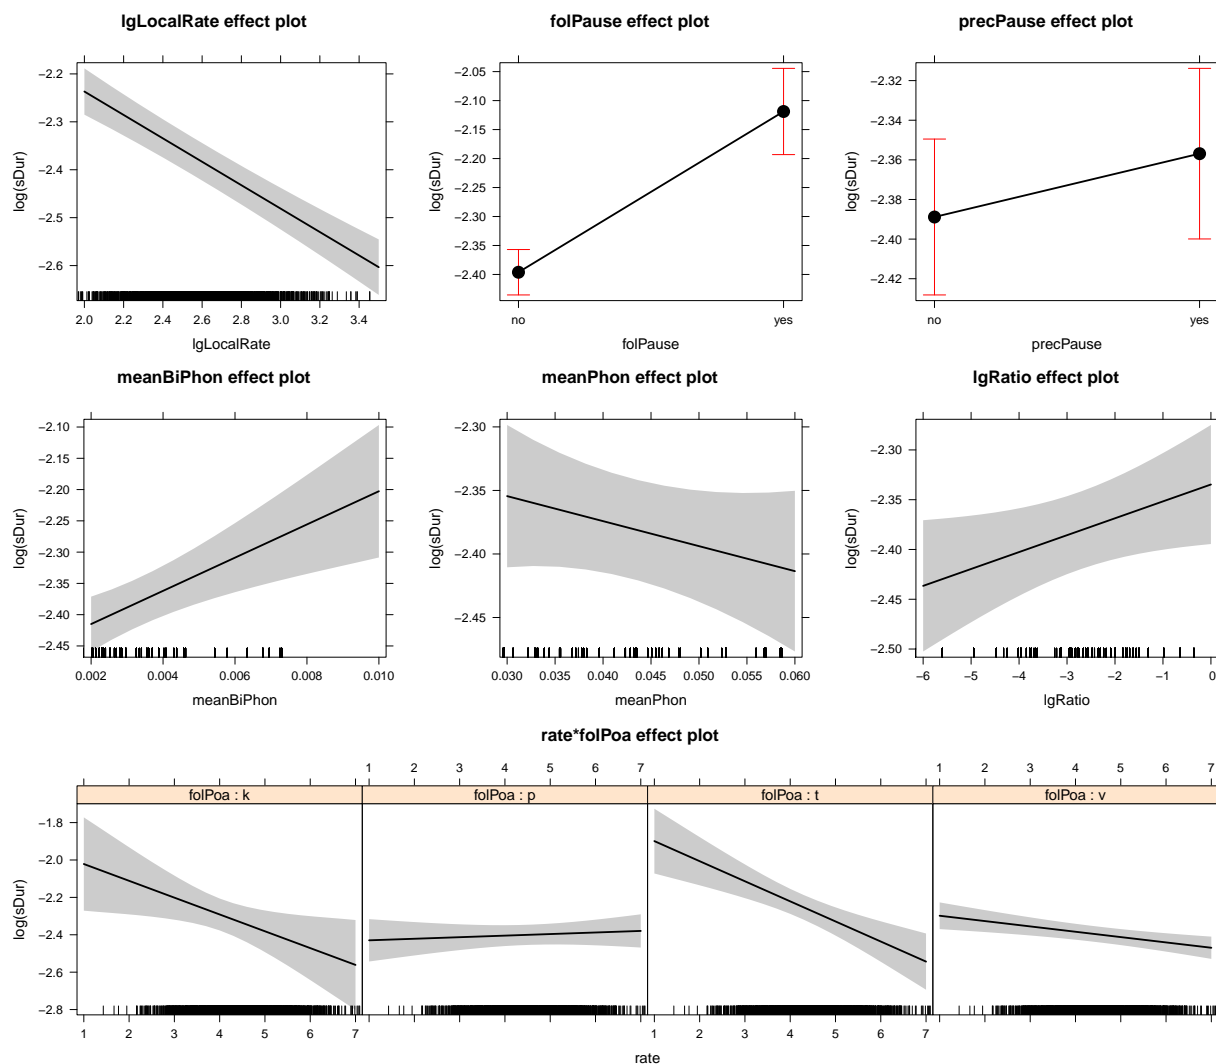 lgLocalRate effect plot
log(sDur)
−2.2
−2.3
−2.4
−2.5
−2.6
2.0 2.2 2.4 2.6 2.8 3.0 3.2 3.4
lgLocalRate
folPause effect plot
log(sDur)
−2.05
−2.10
−2.15
−2.20
−2.25
−2.30
−2.35
−2.40
no yes
folPause
precPause effect plot
log(sDur)
−2.32
−2.34
−2.36
−2.38
−2.40
−2.42
no yes
precPause
meanBiPhon effect plot
log(sDur)
−2.10
−2.15
−2.20
−2.25
−2.30
−2.35
−2.40
−2.45
0.002 0.004 0.006 0.008 0.010
meanBiPhon
meanPhon effect plot
log(sDur)
−2.30
−2.35
−2.40
−2.45
0.030 0.035 0.040 0.045 0.050 0.055 0.060
meanPhon
lgRatio effect plot
log(sDur)
−2.30
−2.35
−2.40
−2.45
−2.50
−6 −5 −4 −3 −2 −1 0
lgRatio
rate*folPoa effect plot
1 2 3 4 5 6 7 1 2 3 4 5 6 7
folPoa : k folPoa : p folPoa : t folPoa : v
log(sDur)
−1.8
−2.0
−2.2
−2.4
−2.6
−2.8
1 2 3 4 5 6 7 1 2 3 4 5 6 7
rate